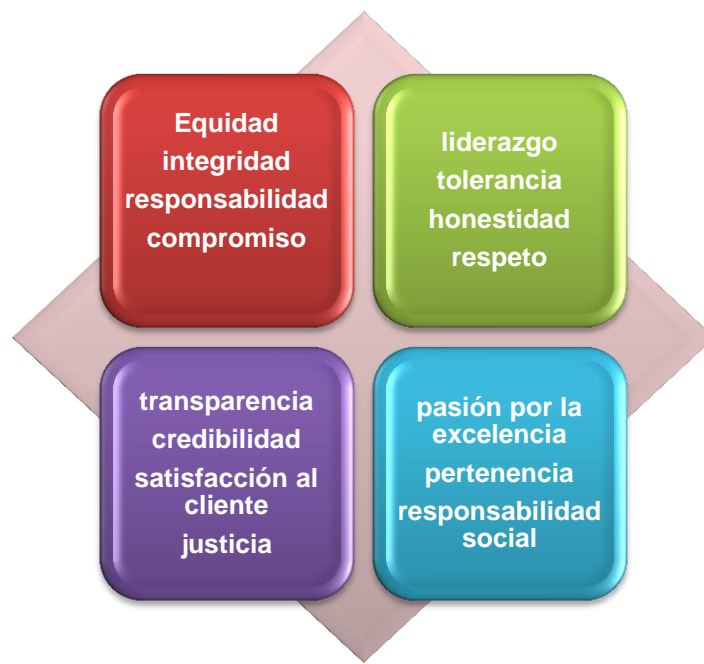 Equidad
integridad
responsabilidad
compromiso
liderazgo
tolerancia
honestidad
respeto
transparencia
credibilidad
satisfacción al
cliente
justicia
pasión por la
excelencia
pertenencia
responsabilidad
social